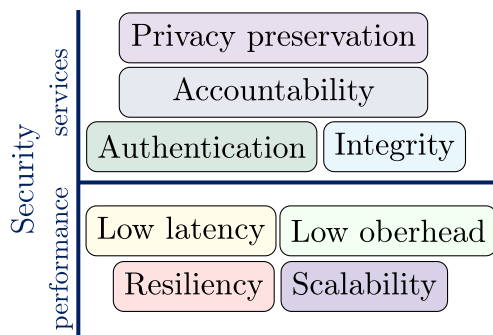 Security
services
Privacy preservation
Accountability
Authentication Integrity
performance
Low latency Low oberhead
Resiliency Scalability